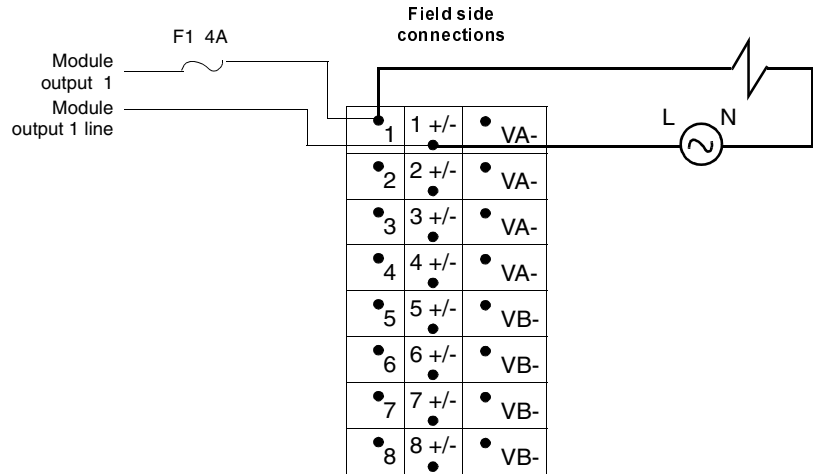 Field side
connections
F1 4A
Module
output 1
Module
output 1 line
L N
1 1 +/- VA-
2 2 +/- VA-
3 3 +/- VA-
4 4 +/- VA-
5 5 +/- VB-
6 6 +/- VB-
7 7 +/- VB-
8 8 +/- VB-